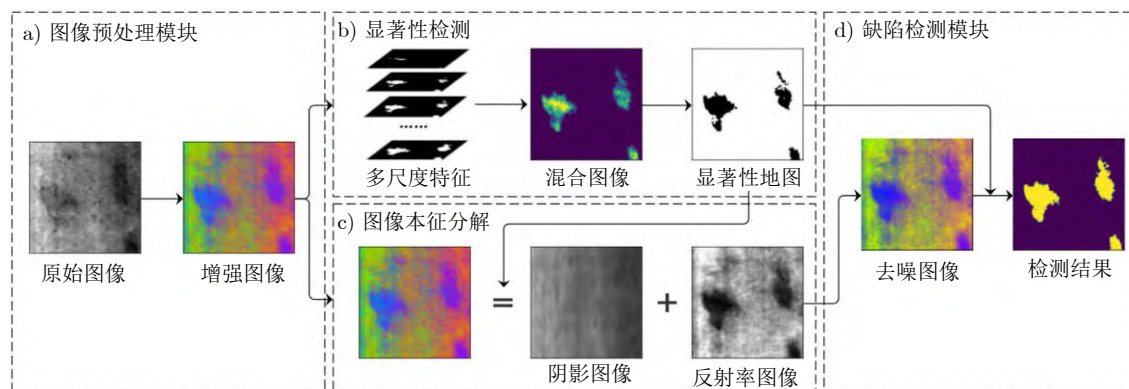 a) 图像预处理模块
原始图像
增强图像
b) 显著性检测
······
多尺度特征
混合图像
显著性地图
c) 图像本征分解
=
+
阴影图像
反射率图像
d) 缺陷检测模块
去噪图像
检测结果